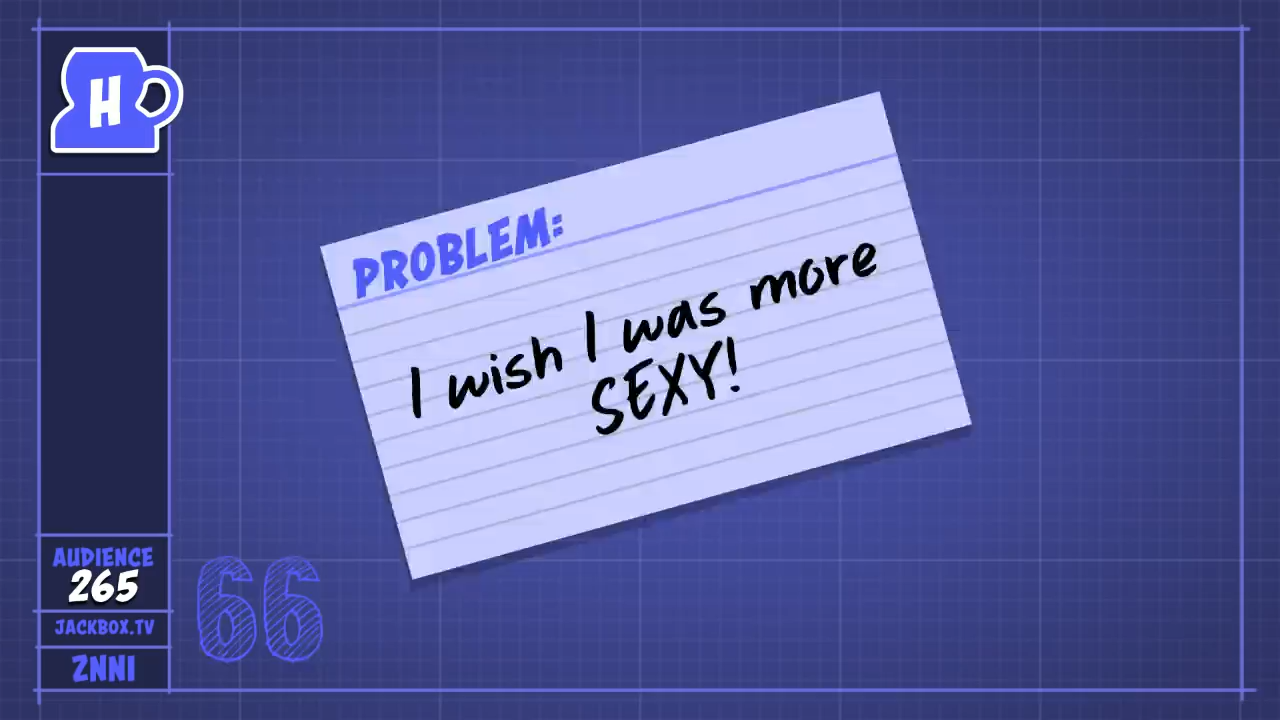 H
PROBLEM:
I wish I was more
SEXY!
AUDIENCE
265
JACKBOX.TV
ZNNI
66